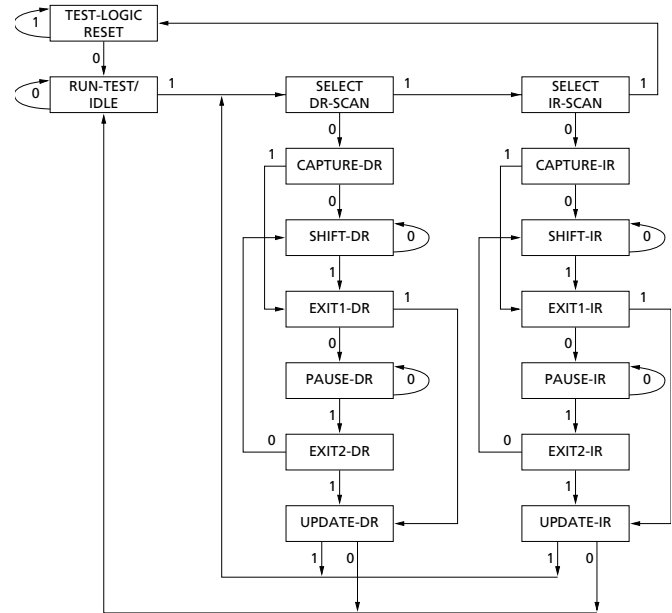 TEST-LOGIC
RESET
1
0
RUN-TEST/
IDLE
0
1
SELECT
DR-SCAN
1
SELECT
IR-SCAN
1
0
0
1
CAPTURE-DR
1
CAPTURE-IR
0
0
SHIFT-DR
0
SHIFT-IR
0
1
1
EXIT1-DR
1
EXIT1-IR
1
0
0
PAUSE-DR
0
PAUSE-IR
0
1
1
0
EXIT2-DR
0
EXIT2-IR
1
1
UPDATE-DR
UPDATE-IR
1
0
1
0